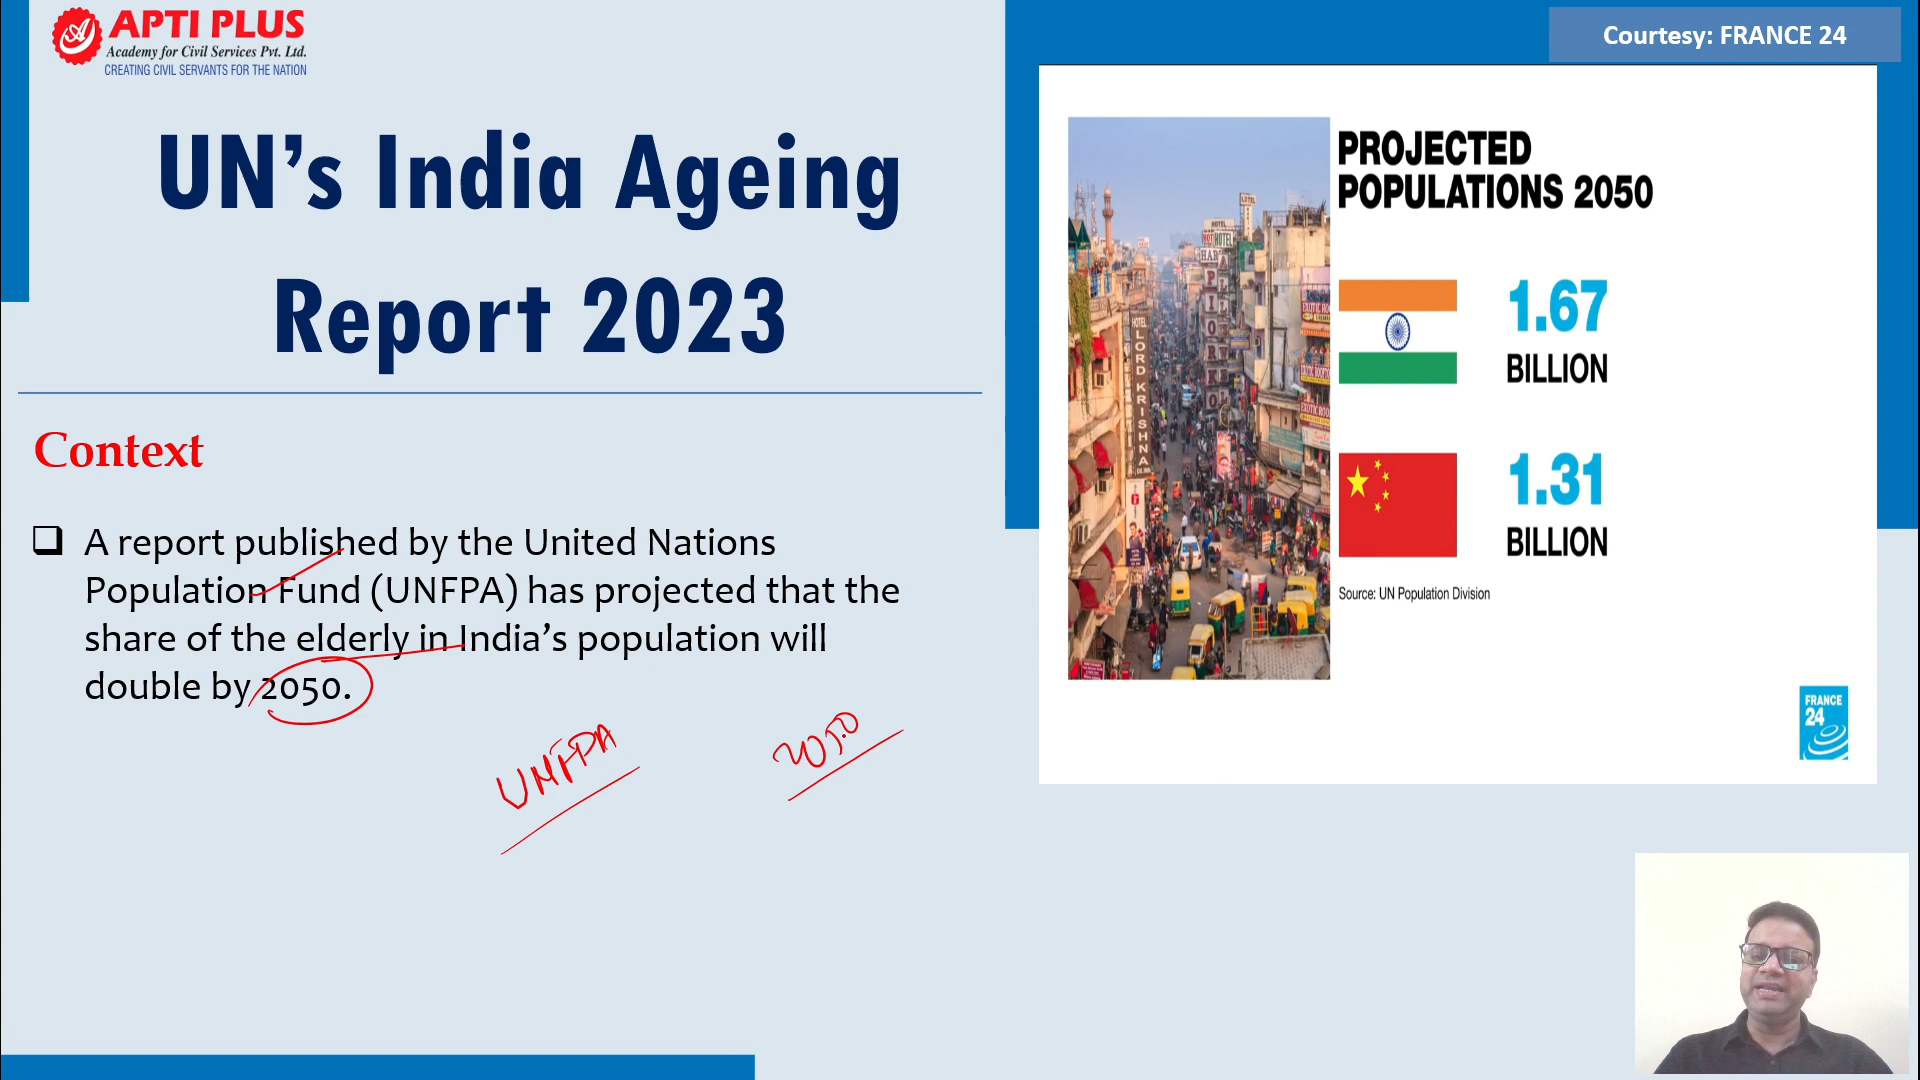 APTI PLUS
Academy for Civil Services Pvt. Ltd.
CREATING CIVIL SERVANTS FOR THE NATION
UN's India Ageing
Report 2023
Context
❑ A report published by the United Nations
Population Fund (UNFPA) has projected that the
share of the elderly in India's population will
double by 2050.
UNFPA
2050
Courtesy: FRANCE 24
PROJECTED
POPULATIONS 2050
1.67
BILLION
1.31
BILLION
Source: UN Population Division
FRANCE
24
HOTEL
LORD KRISHNA
HOTEL